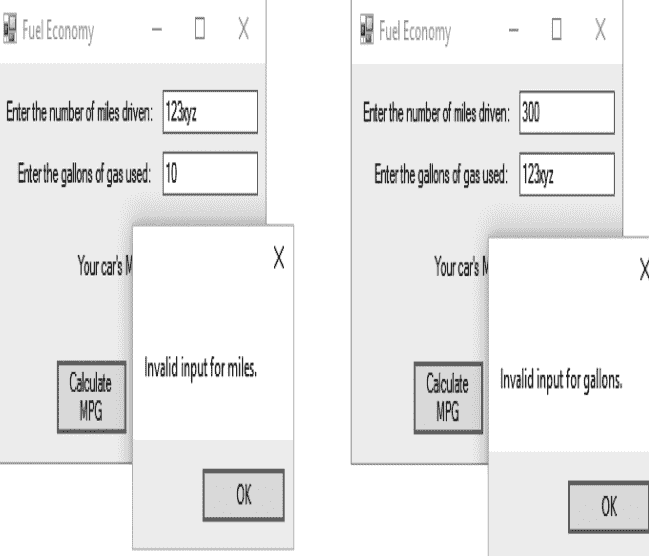 Fuel Economy
Enter the number of miles driven:
123xyz
Enter the gallons of gas used:
10
Your car's M
Calculate
MPG
Invalid input for miles.
OK
Fuel Economy
Enter the number of miles driven:
300
Enter the gallons of gas used:
123xyz
Your car's M
Calculate
MPG
Invalid input for gallons.
OK